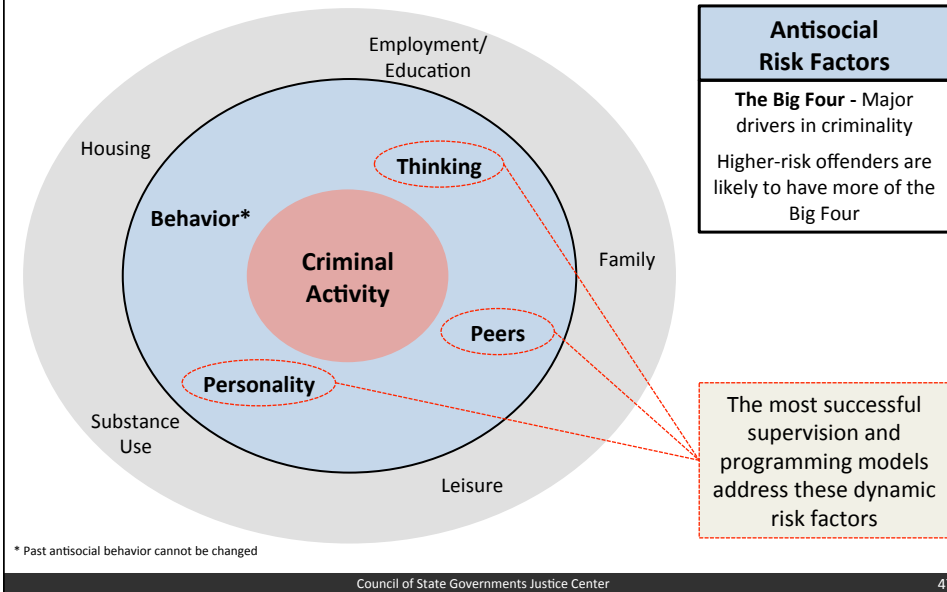 Employment/
Education
Housing
Thinking
Behavior*
Criminal
Activity
Family
Peers
Personality
Substance
Use
Leisure
* Past antisocial behavior cannot be changed
Antisocial
Risk Factors
The Big Four - Major
drivers in criminality
Higher-risk offenders are
likely to have more of the
Big Four
The most successful
supervision and
programming models
address these dynamic
risk factors
Council of State Governments Justice Center